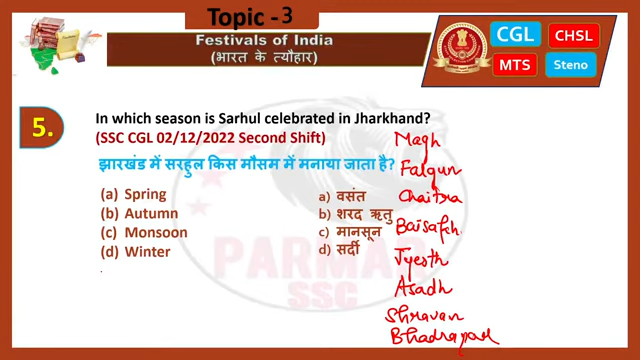 Topic -3
Festivals of India
(भारत के त्यौहार)
CGL CHSL
MTS Steno
5.
In which season is Sarhul celebrated in Jharkhand?
(SSC CGL 02/12/2022 Second Shift)
झारखंड में सरहुल किस मौसम में मनाया जाता है?
(a) Spring
(b) Autumn
(c) Monsoon
(d) Winter
a) वसंत
b) शरद ऋतु
c) मानसून
d) सर्दी
Magh
Falgun
Chaitra
Baisakh
Jyesth
Asadh
Shravan
Bhadrapad
PARMAR
SSC